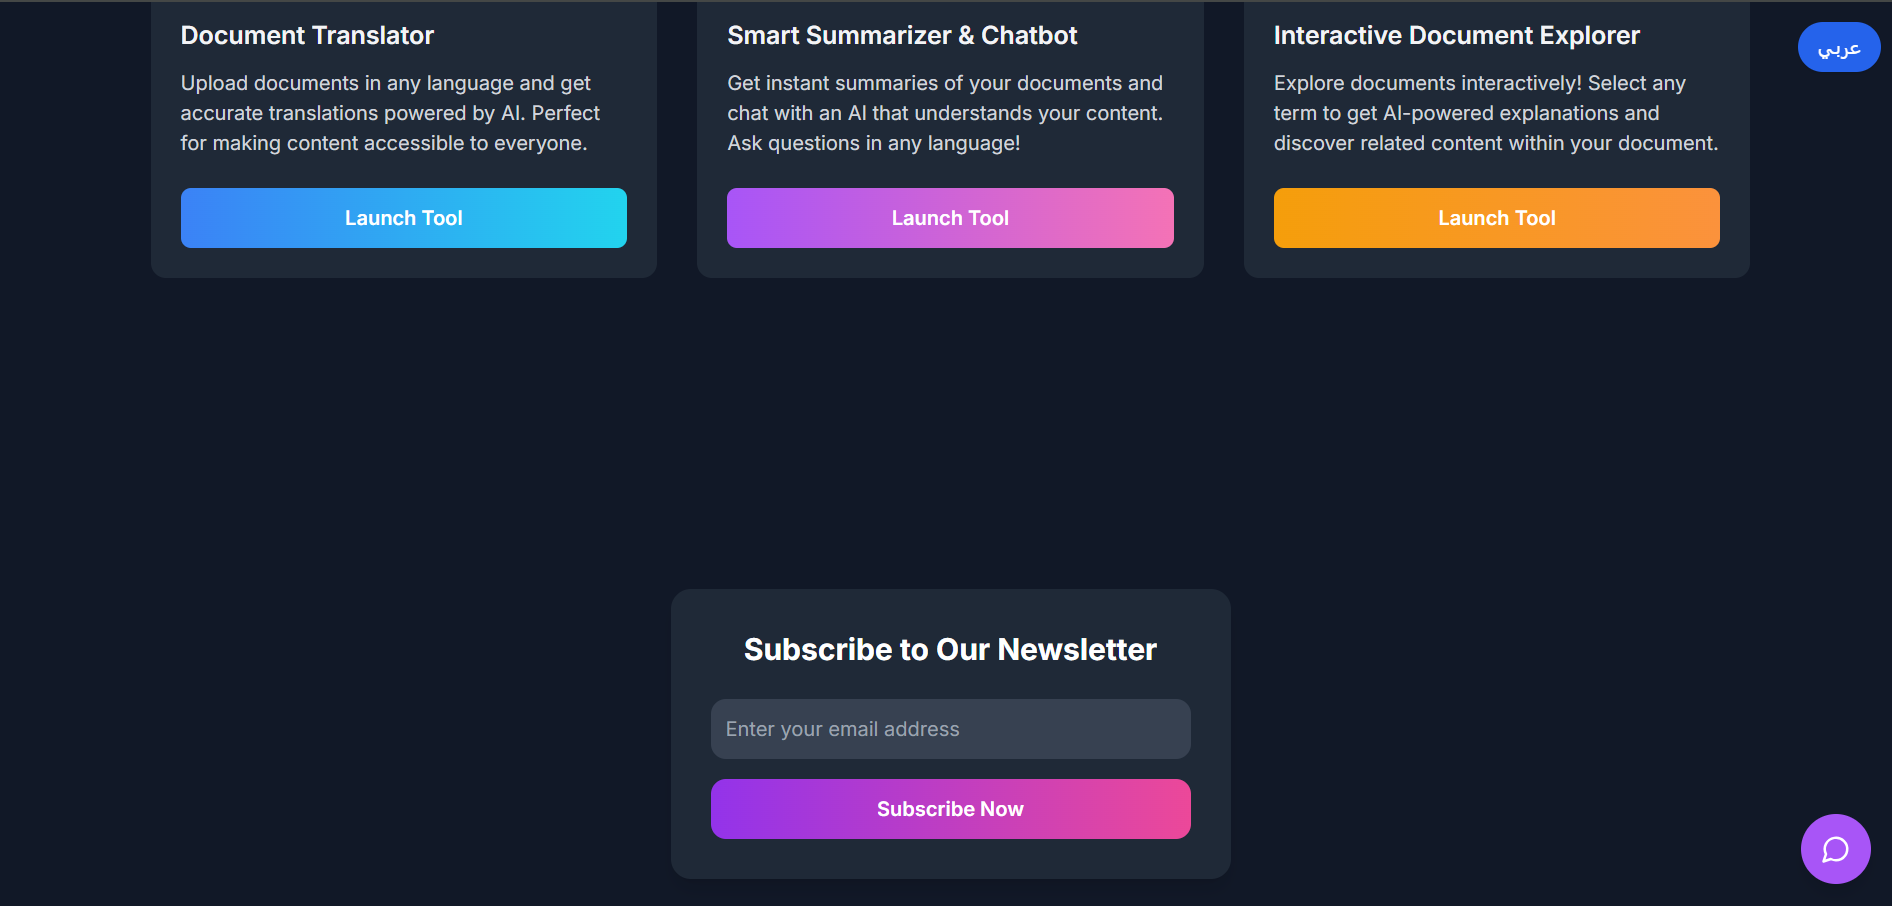 Document Translator
Upload documents in any language and get
accurate translations powered by AI. Perfect
for making content accessible to everyone.
Launch Tool
Smart Summarizer & Chatbot
Get instant summaries of your documents and
chat with an AI that understands your content.
Ask questions in any language!
Launch Tool
Interactive Document Explorer
Explore documents interactively! Select any
term to get AI-powered explanations and
discover related content within your document.
Launch Tool
عربي
Subscribe to Our Newsletter
Enter your email address
Subscribe Now